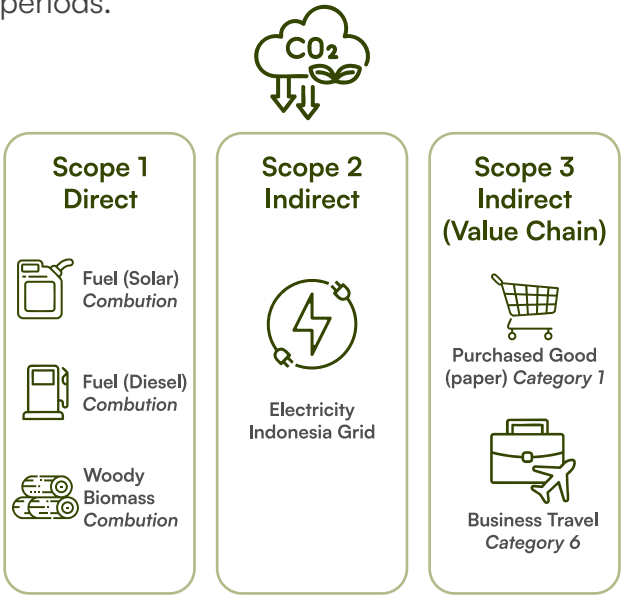 periods.
CO₂
Scope 1
Direct
Fuel (Solar)
Combution
Fuel (Diesel)
Combution
Woody
Biomass
Combution
Scope 2
Indirect
Electricity
Indonesia Grid
Scope 3
Indirect
(Value Chain)
Purchased Good
(paper) Category 1
Business Travel
Category 6